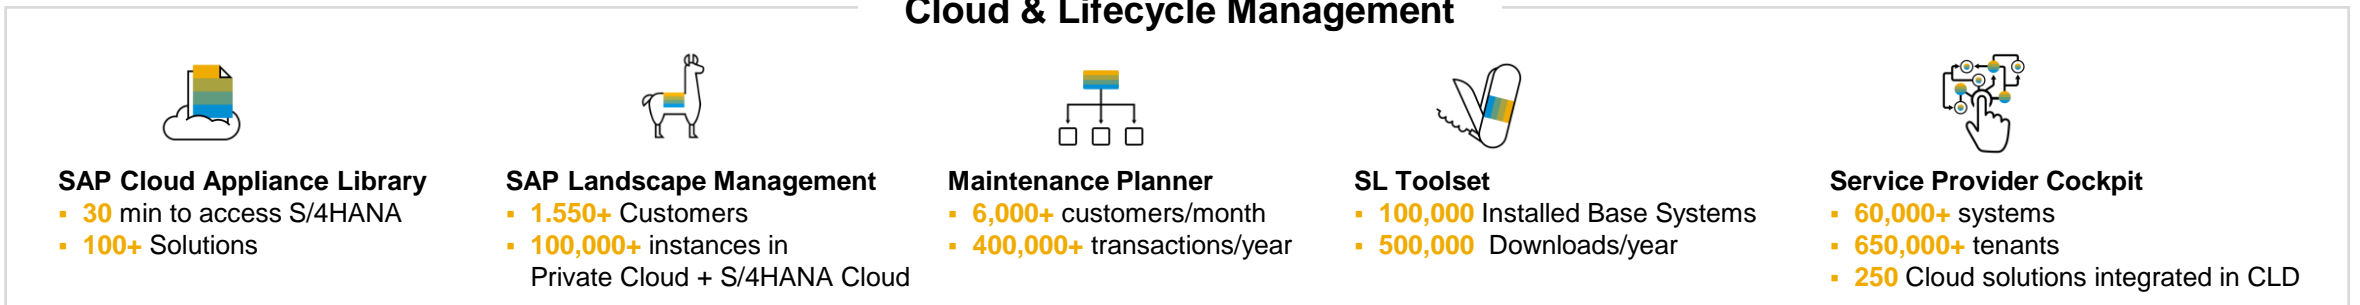 Cloud & Lifecycle Management
SAP Cloud Appliance Library
▪ 30 min to access S/4HANA
▪ 100+ Solutions
SAP Landscape Management
▪ 1.550+ Customers
▪ 100,000+ instances in
Private Cloud + S/4HANA Cloud
Maintenance Planner
▪ 6,000+ customers/month
▪ 400,000+ transactions/year
SL Toolset
▪ 100,000 Installed Base Systems
▪ 500,000 Downloads/year
Service Provider Cockpit
▪ 60,000+ systems
▪ 650,000+ tenants
▪ 250 Cloud solutions integrated in CLD